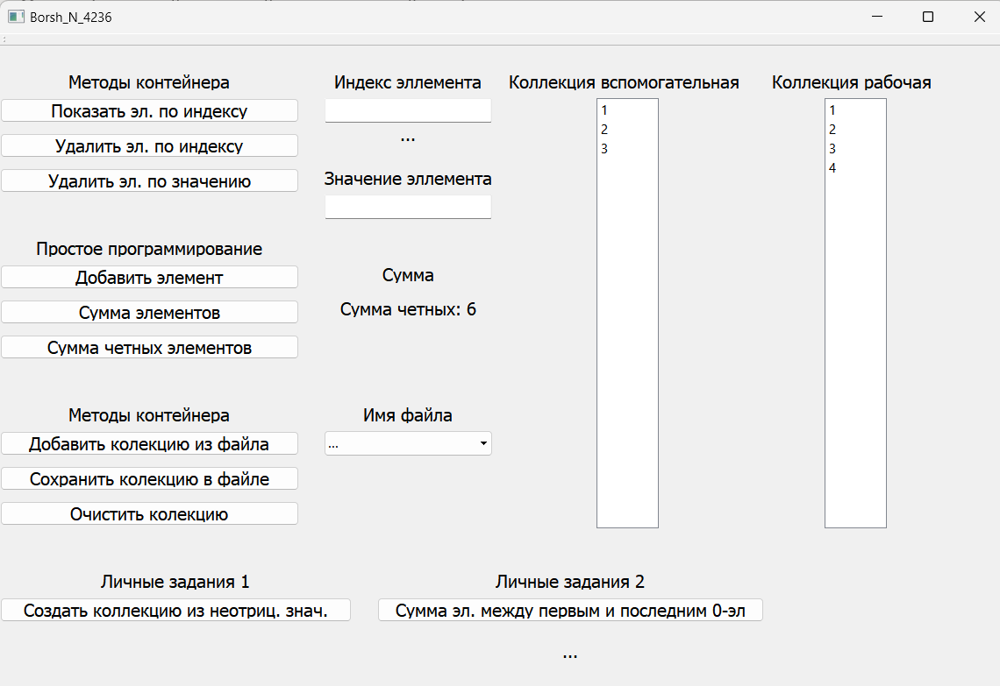 Borsh_N_4236
Методы контейнера
Показать эл. по индексу
Удалить эл. по индексу
Удалить эл. по значению
Индекс эллемента
...
Значение эллемента
Коллекция вспомогательная
1
2
3
Коллекция рабочая
1
2
3
4
Простое программирование
Добавить элемент
Сумма элементов
Сумма четных элементов
Сумма
Сумма четных: 6
Методы контейнера
Добавить колекцию из файла
Сохранить колекцию в файле
Очистить колекцию
Имя файла
...
Личные задания 1
Создать коллекцию из неотриц. знач.
Личные задания 2
Сумма эл. между первым и последним 0-эл
...